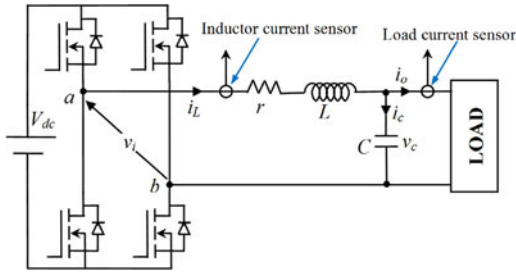 Inductor current sensor
Load current sensor
a
i_L
r
L
i_o
i_c
V_dc
v_i
C
v_c
LOAD
b